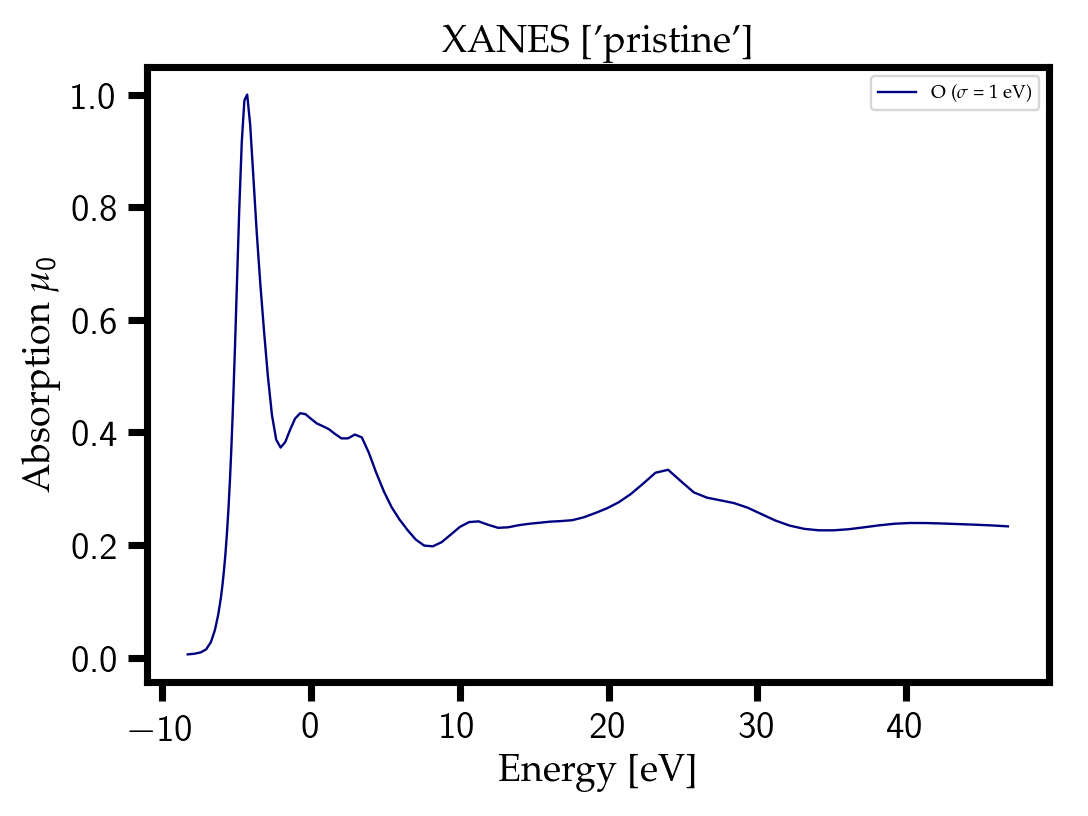 XANES ['pristine']
O (σ = 1 eV)
Absorption μ₀
1.0
0.8
0.6
0.4
0.2
0.0
−10 0 10 20 30 40
Energy [eV]